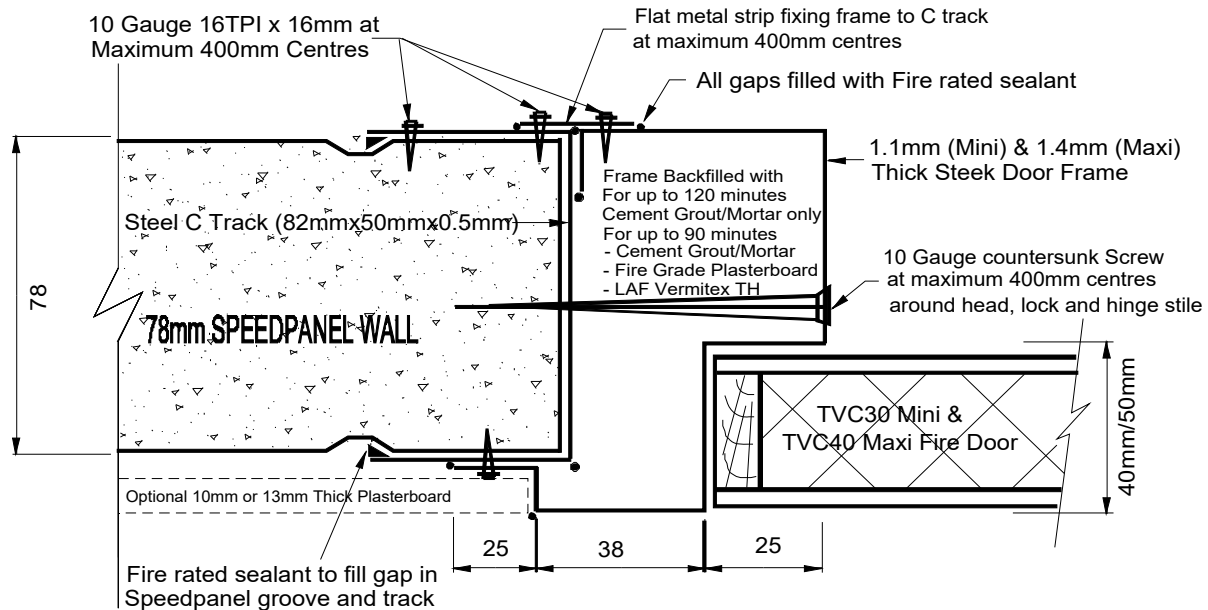 10 Gauge 16TPI x 16mm at
Maximum 400mm Centres
Flat metal strip fixing frame to C track
at maximum 400mm centres
All gaps filled with Fire rated sealant
1.1mm (Mini) & 1.4mm (Maxi)
Thick Steek Door Frame
Frame Backfilled with
For up to 120 minutes
Cement Grout/Mortar only
For up to 90 minutes
- Cement Grout/Mortar
- Fire Grade Plasterboard
- LAF Vermitex TH
Steel C Track (82mmx50mmx0.5mm)
10 Gauge countersunk Screw
at maximum 400mm centres
around head, lock and hinge stile
78
78mm SPEEDPANEL WALL
TVC30 Mini &
TVC40 Maxi Fire Door
40mm/50mm
Optional 10mm or 13mm Thick Plasterboard
25
38
25
Fire rated sealant to fill gap in
Speedpanel groove and track